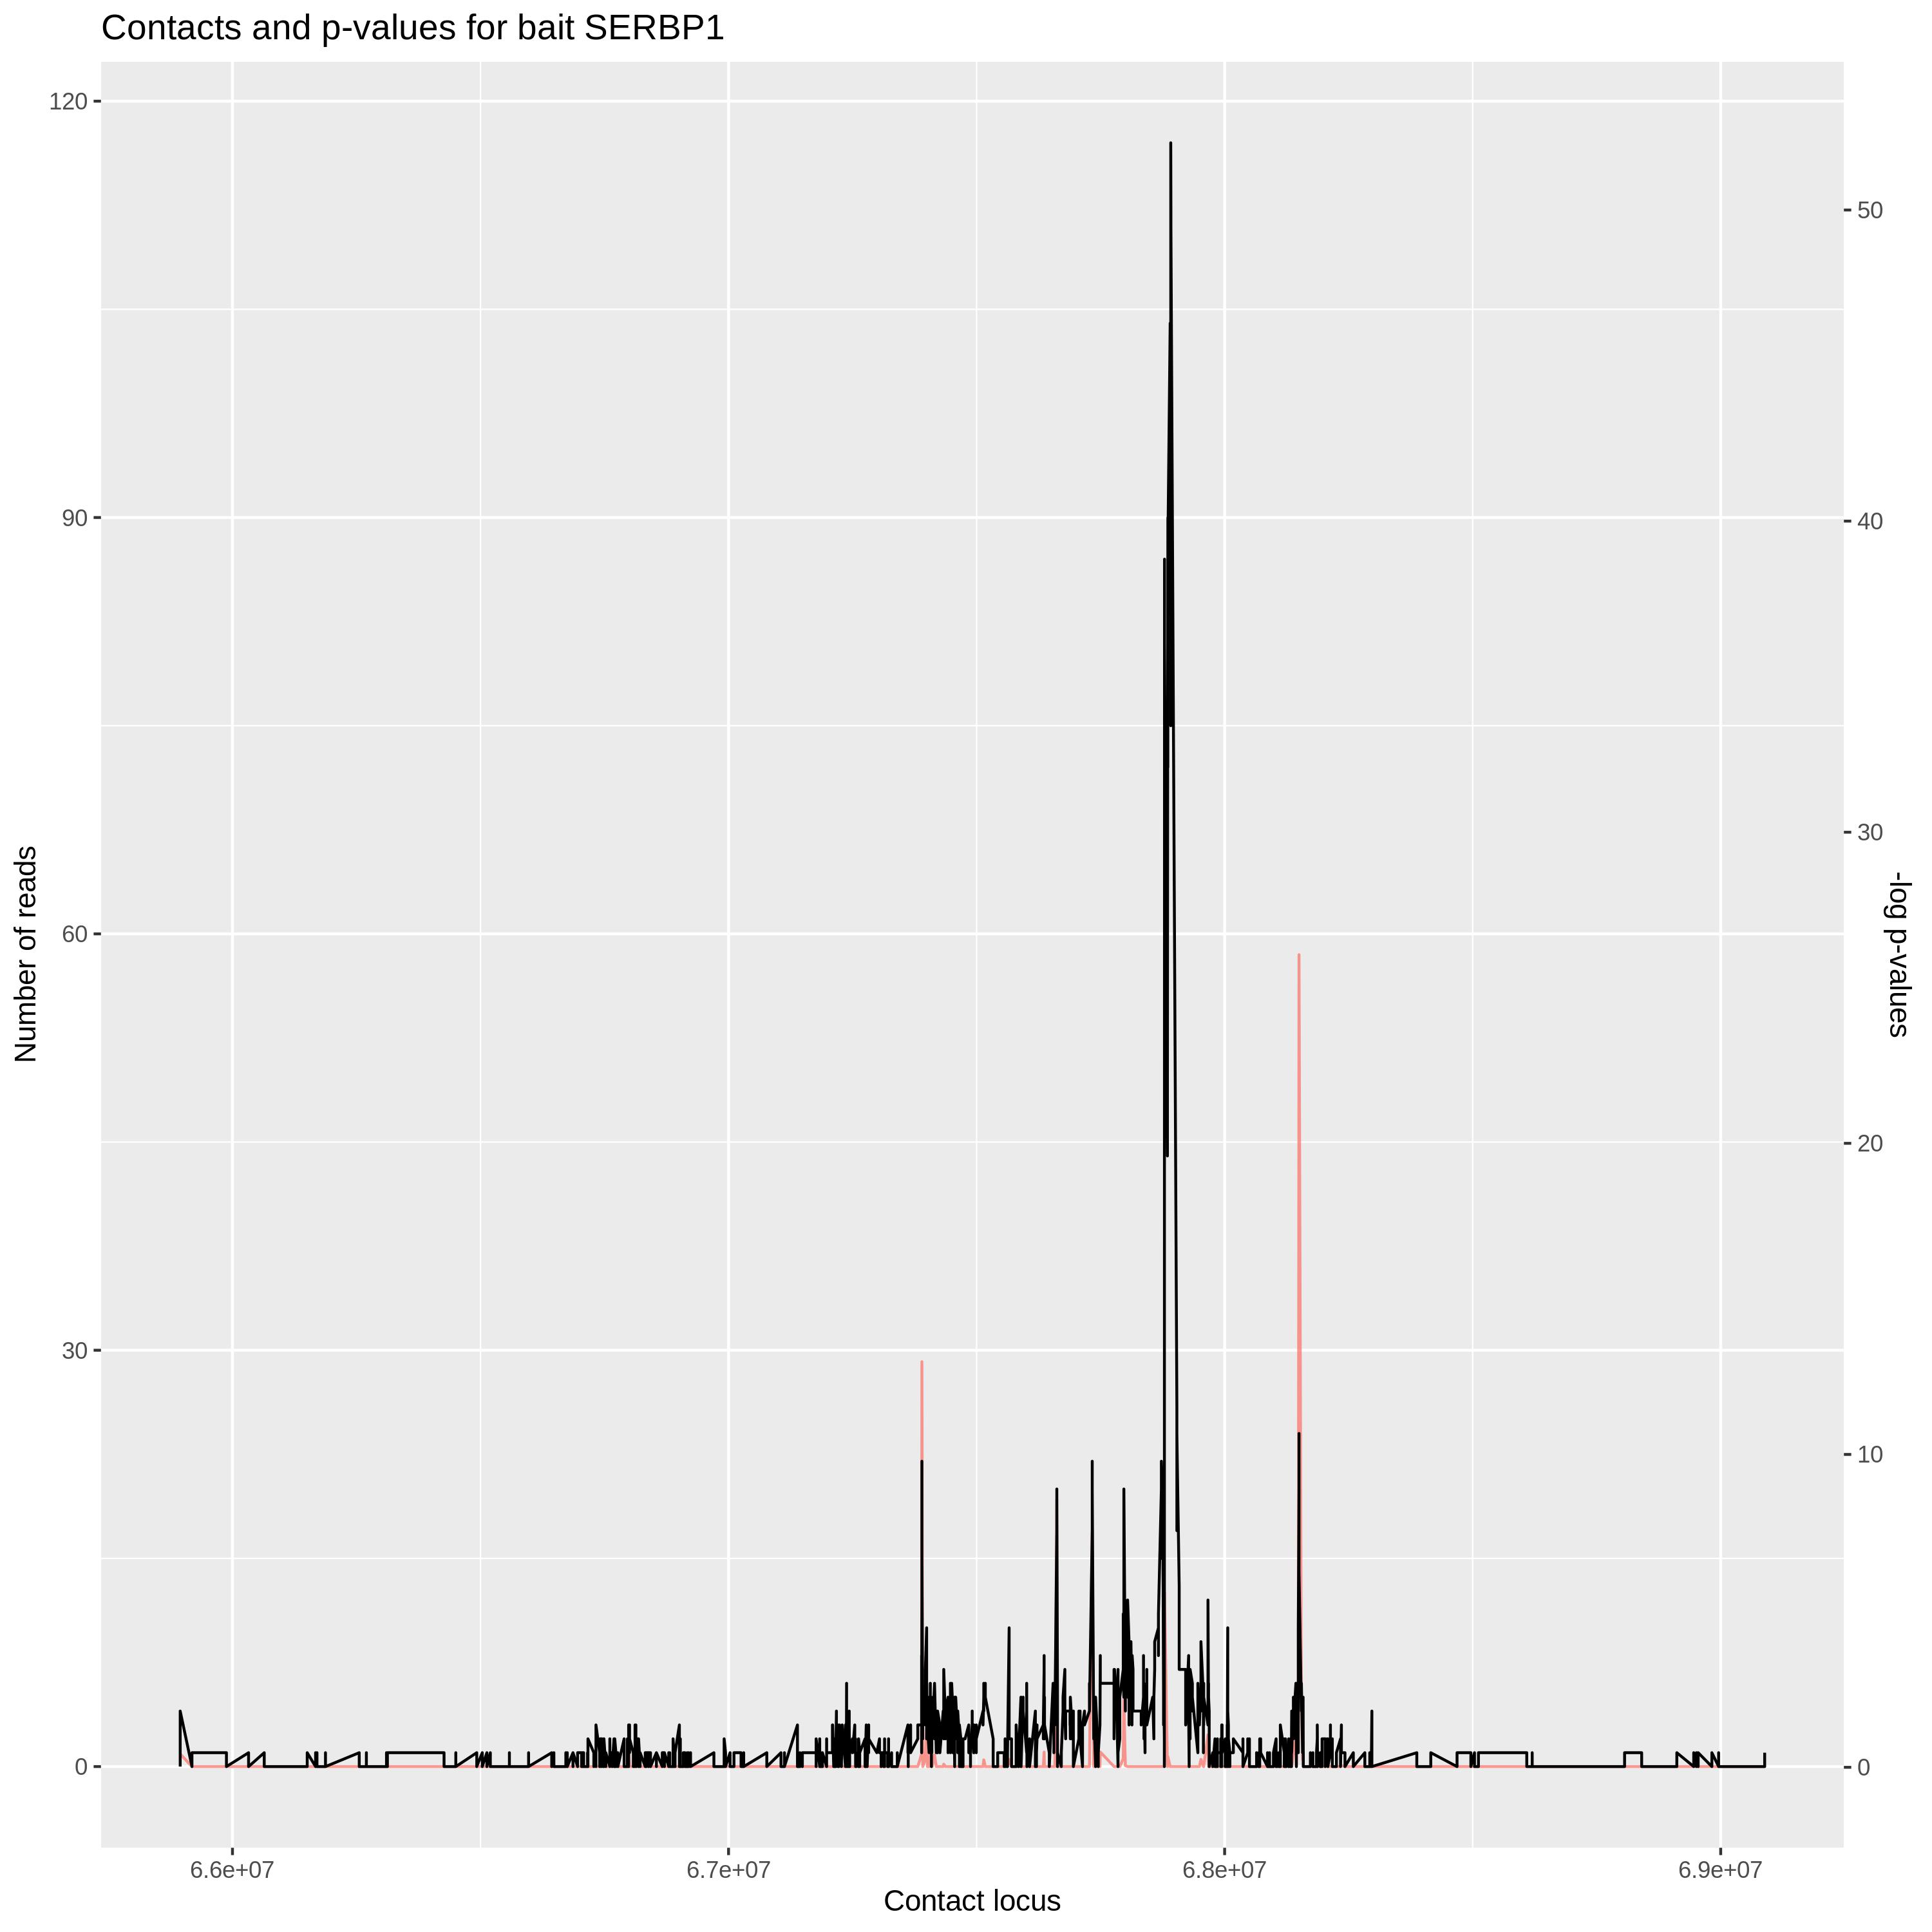 Contacts and p-values for bait SERBP1
120
90
60
30
0
Number of reads
50
40
30
20
10
0
-log p-values
6.6e+07 6.7e+07 6.8e+07 6.9e+07
Contact locus